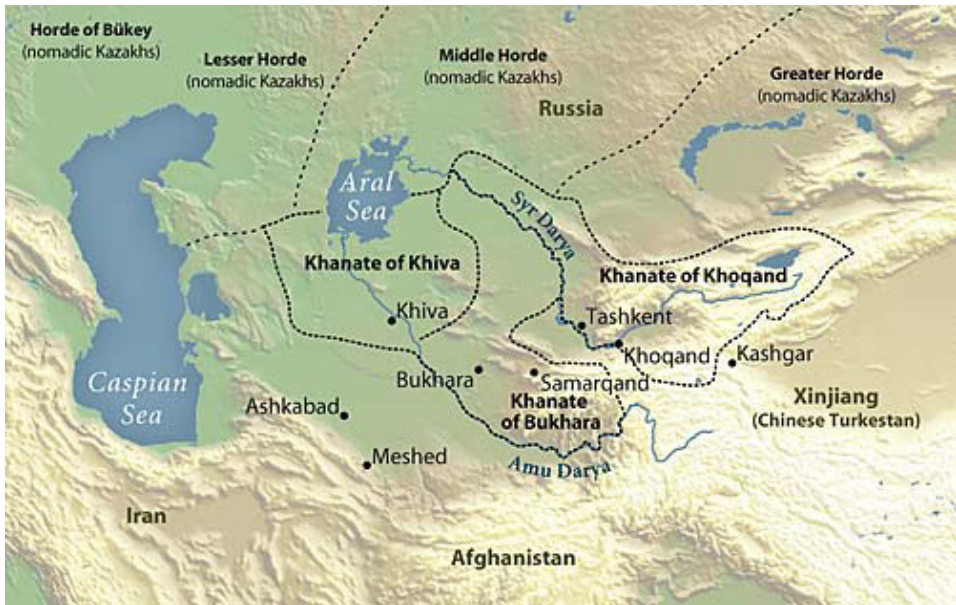 Horde of Bükey
(nomadic Kazakhs)
Lesser Horde
(nomadic Kazakhs)
Middle Horde
(nomadic Kazakhs)
Greater Horde
(nomadic Kazakhs)
Russia
Aral
Sea
Syr Darya
Khanate of Khiva
Khanate of Khoqand
Khiva
Tashkent
Khoqand
Kashgar
Bukhara
Samarqand
Caspian
Sea
Ashkabad
Khanate
of Bukhara
Xinjiang
(Chinese Turkestan)
Meshed
Amu Darya
Iran
Afghanistan